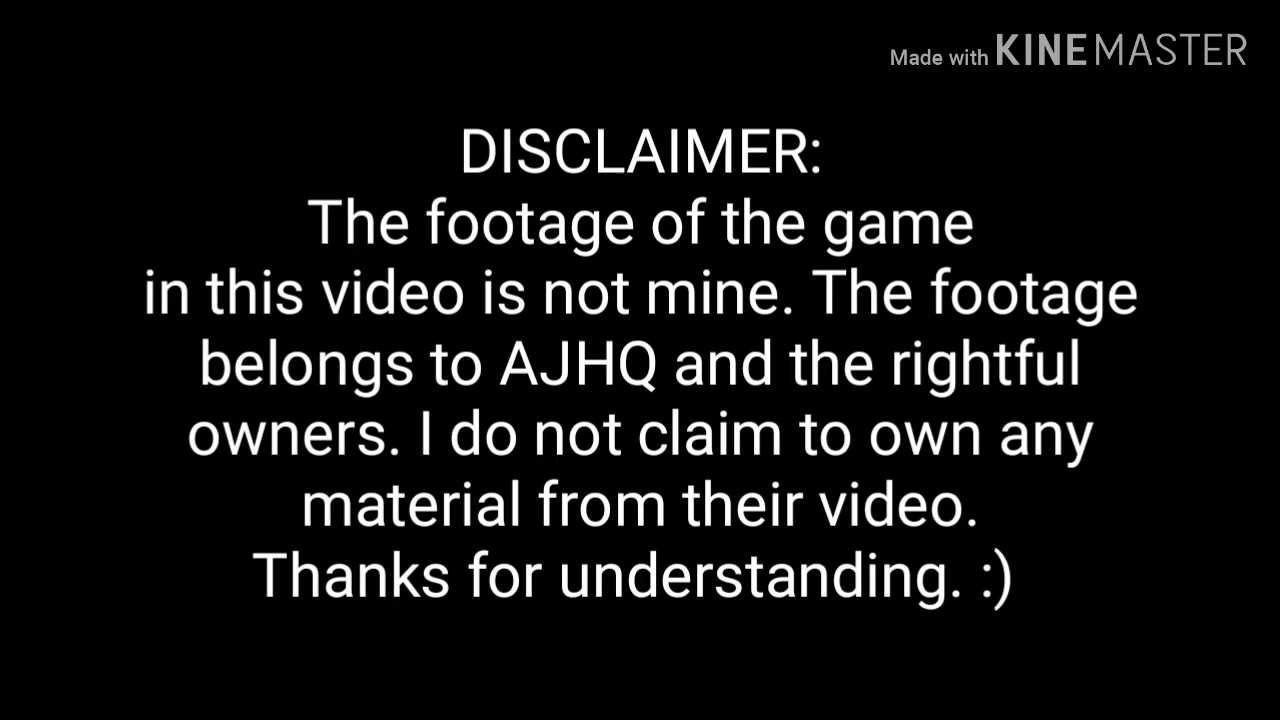 Made with KINEMASTER
DISCLAIMER:
The footage of the game
in this video is not mine. The footage
belongs to AJHQ and the rightful
owners. I do not claim to own any
material from their video.
Thanks for understanding. :)